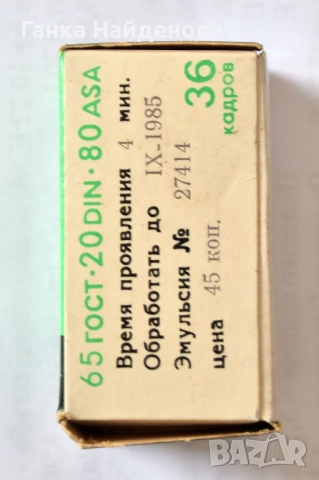 Ганка Найденова
65 ГОСТ·20 DIN·80 ASA
Время проявления 4 мин.
Обработать до IX-1985
Эмульсия № 27414
цена 45 коп.
36
кадров
BAZAR